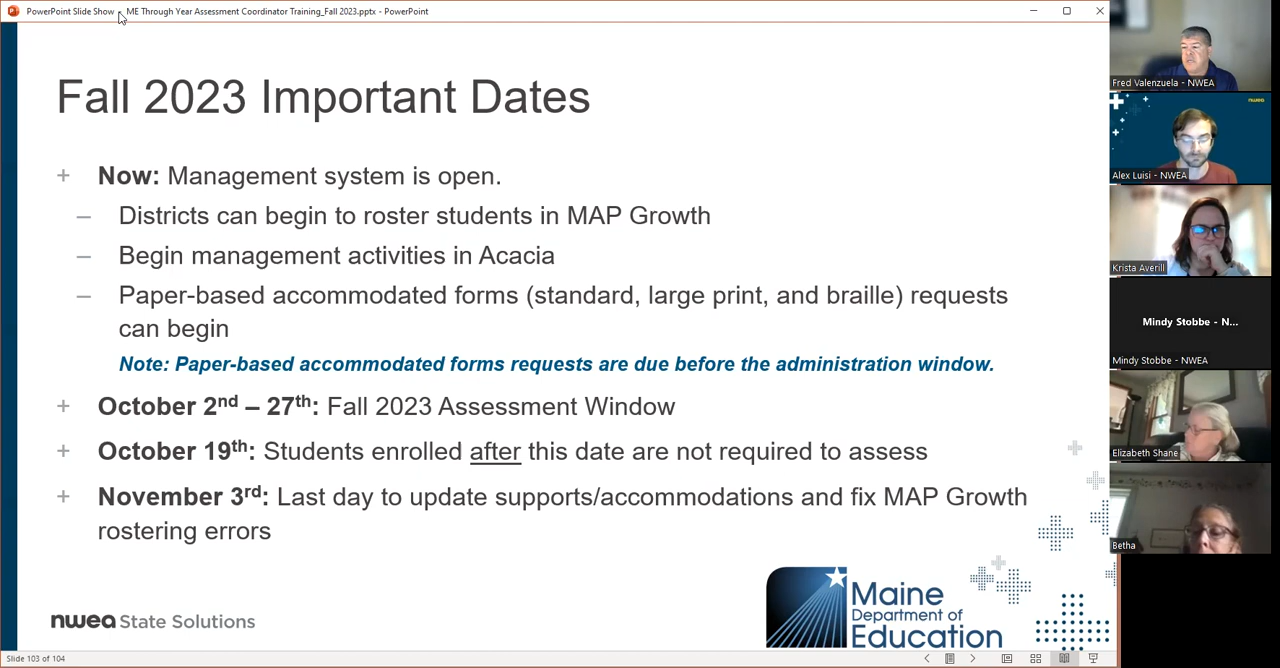 PowerPoint Slide Show - ME Through Year Assessment Coordinator Training_Fall 2023.pptx - PowerPoint
Fall 2023 Important Dates
+ Now: Management system is open.
– Districts can begin to roster students in MAP Growth
– Begin management activities in Acacia
– Paper-based accommodated forms (standard, large print, and braille) requests
can begin
Note: Paper-based accommodated forms requests are due before the administration window.
+ October 2nd – 27th: Fall 2023 Assessment Window
+ October 19th: Students enrolled after this date are not required to assess
+ November 3rd: Last day to update supports/accommodations and fix MAP Growth
rostering errors
nwea State Solutions
Maine
Department of
Education
Slide 103 of 104
Fred Valenzuela - NWEA
nwea
Alex Luisi - NWEA
Krista Averill
Mindy Stobbe - N...
Mindy Stobbe - NWEA
Elizabeth Shane
Betha